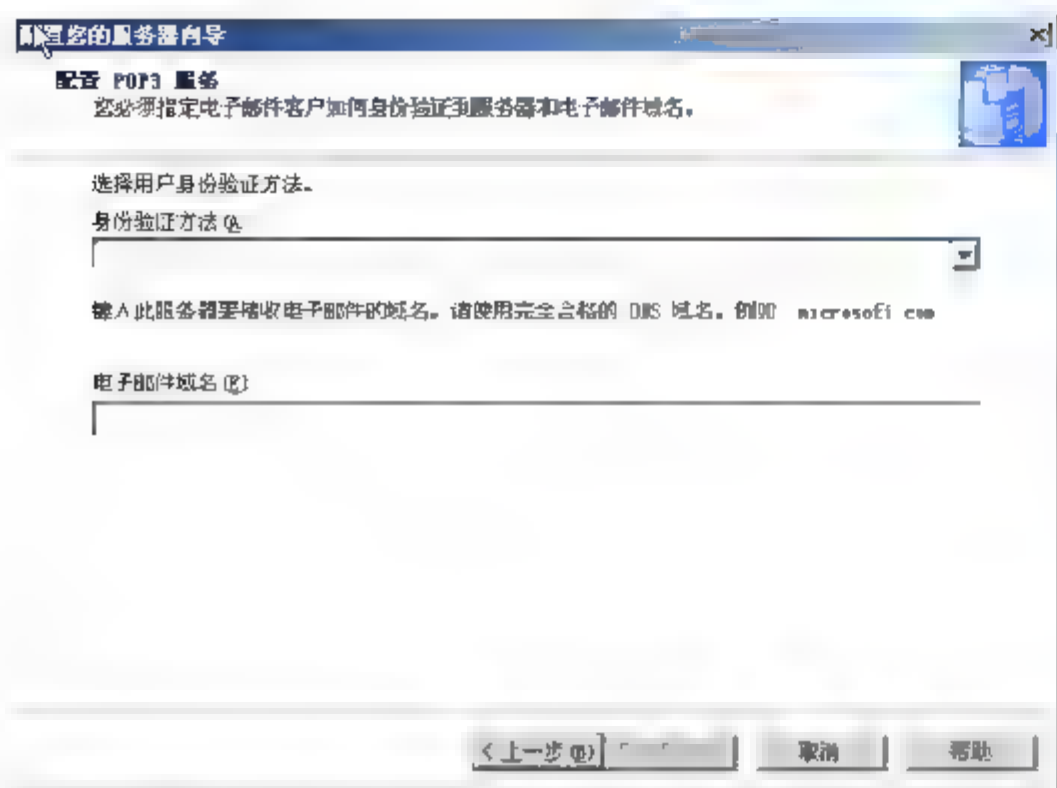 配置您的服务器向导
配置 POP3 服务
您必须指定电子邮件客户如何身份验证到服务器和电子邮件域名。
选择用户身份验证方法。
身份验证方法(A)
键入此服务器要接收电子邮件的域名。请使用完全合格的 DNS 域名。例如 microsoft.com
电子邮件域名(E):
< 上一步(B)
取消
帮助